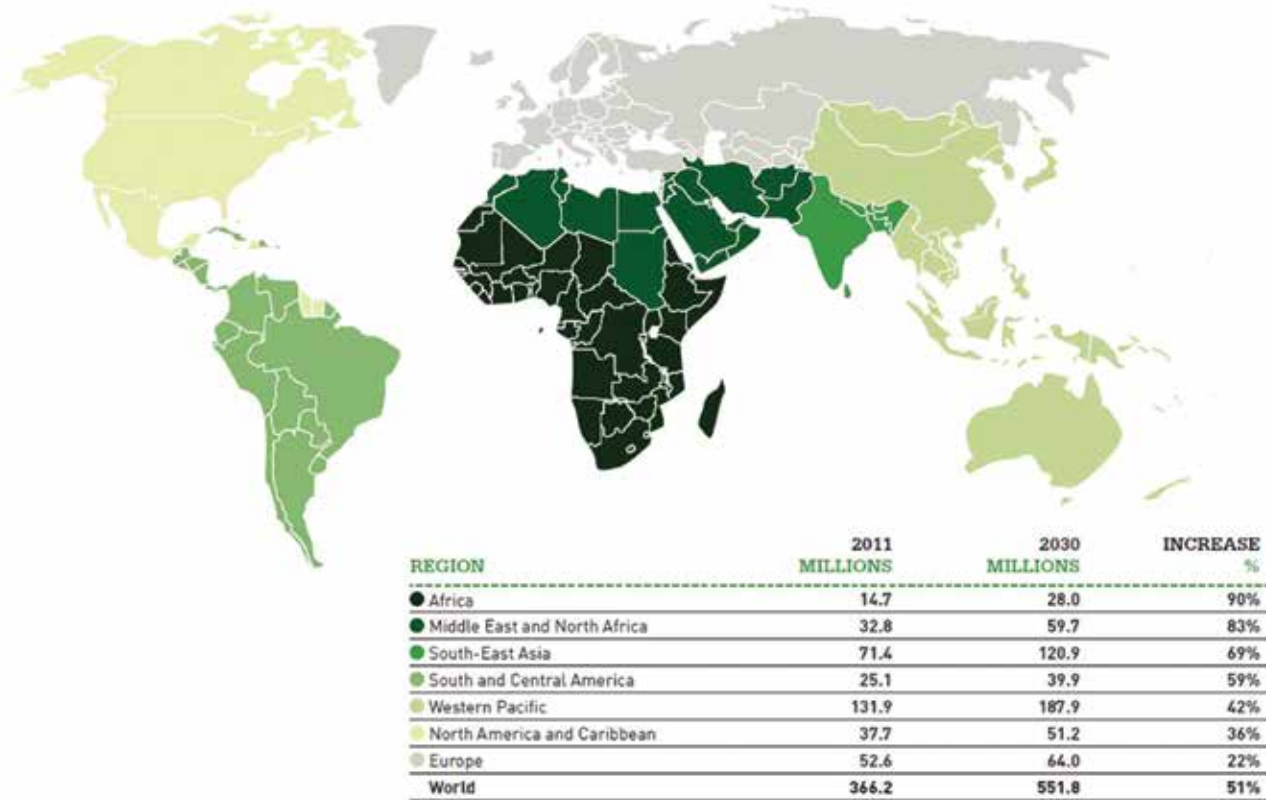 2011 2030 INCREASE
REGION MILLIONS MILLIONS %
Africa 14.7 28.0 90%
Middle East and North Africa 32.8 59.7 83%
South-East Asia 71.4 120.9 69%
South and Central America 25.1 39.9 59%
Western Pacific 131.9 187.9 42%
North America and Caribbean 37.7 51.2 36%
Europe 52.6 64.0 22%
World 366.2 551.8 51%